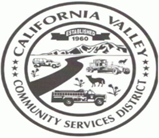 CALIFORNIA VALLEY
ESTABLISHED
1960
COMMUNITY SERVICES DISTRICT